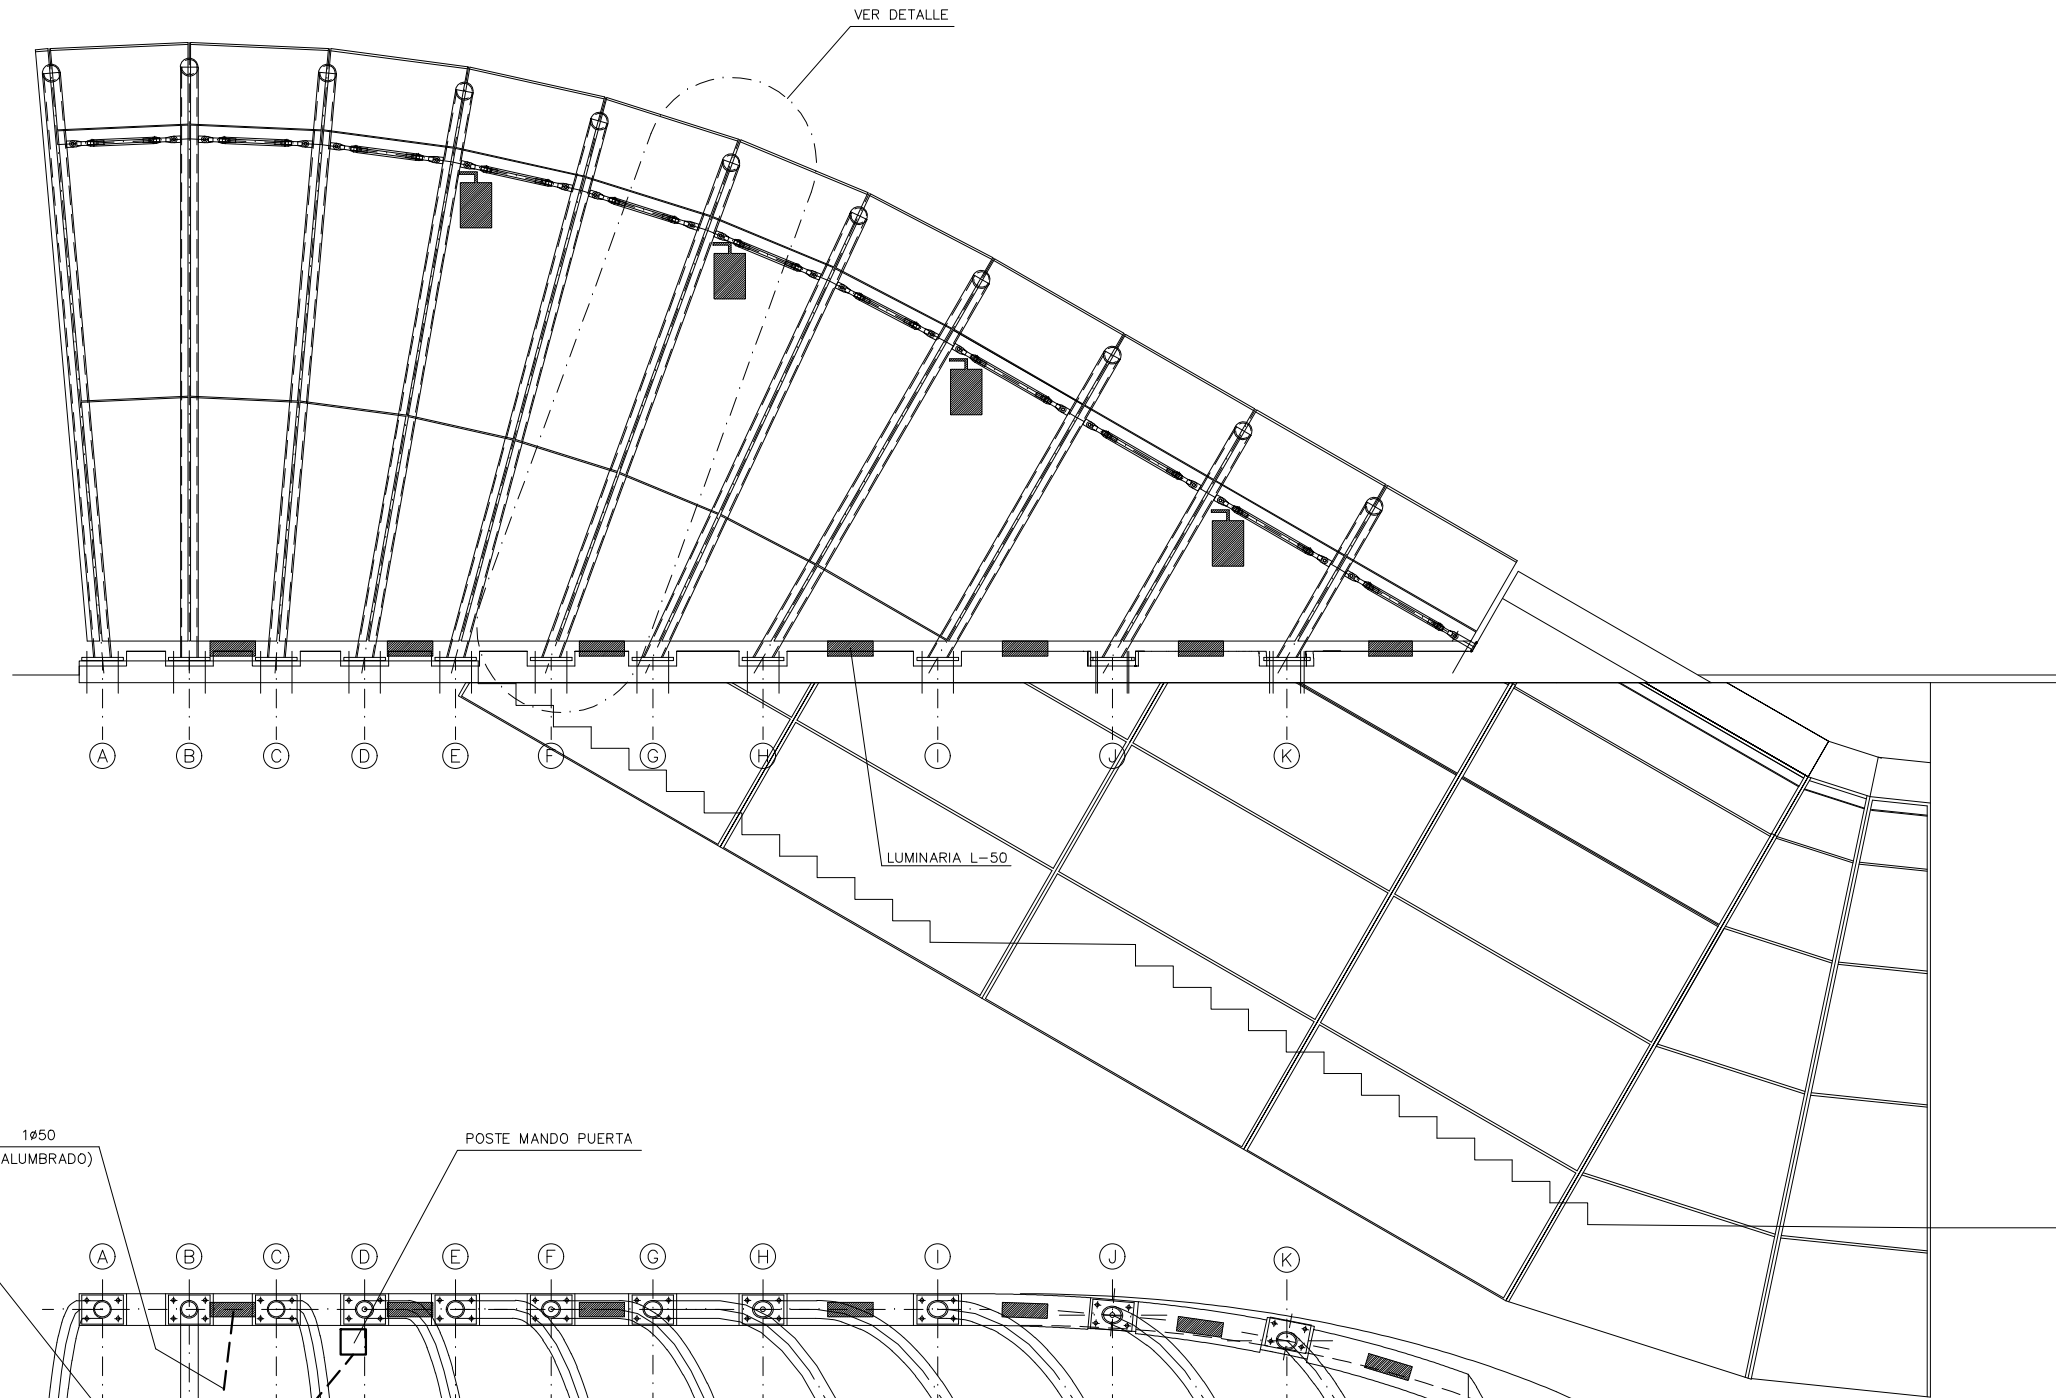 VER DETALLE
A B C D E F G H I J K
LUMINARIA L-50
1ø50
ALUMBRADO)
POSTE MANDO PUERTA
A B C D E F G H I J K